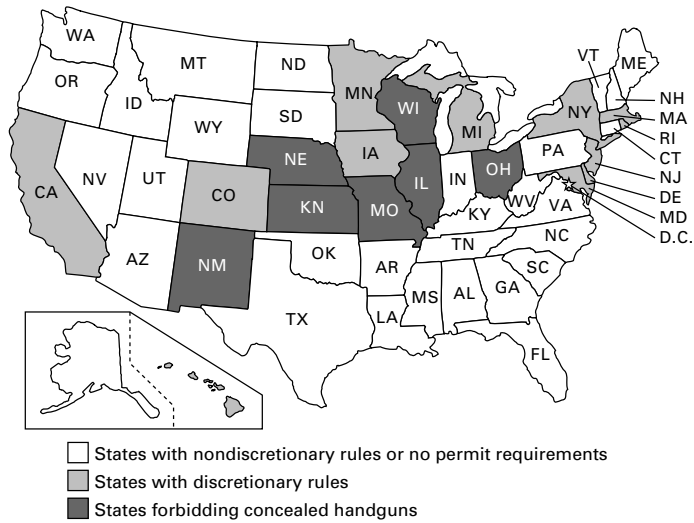 WA
OR
ID
MT
ND
SD
WY
NV
UT
CA
CO
AZ
NM
NE
KN
OK
TX
MN
IA
MO
AR
LA
WI
IL
MI
IN
OH
KY
TN
MS
AL
GA
FL
SC
NC
VA
WV
PA
NY
VT
ME
NH
MA
RI
CT
NJ
DE
MD
D.C.
States with nondiscretionary rules or no permit requirements
States with discretionary rules
States forbidding concealed handguns